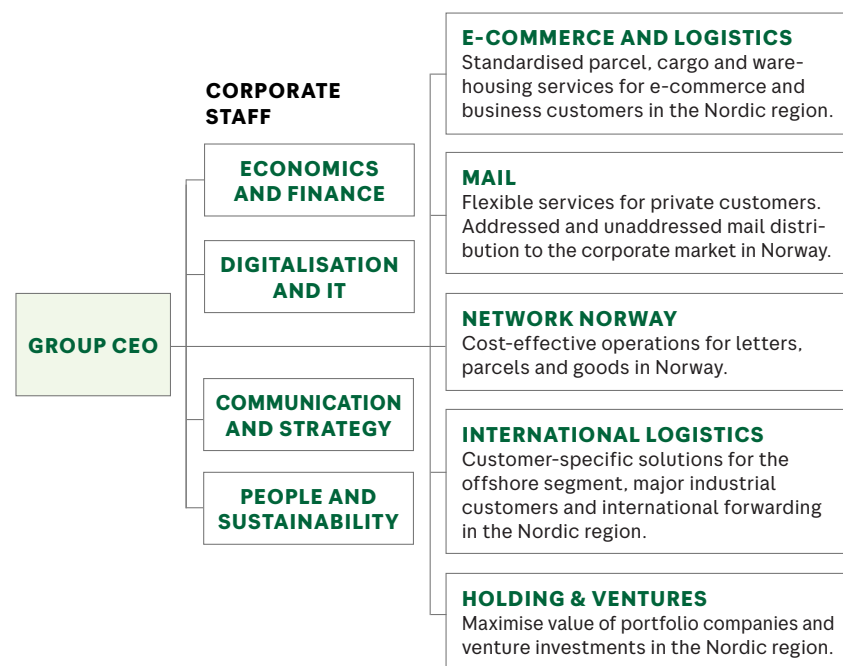 GROUP CEO
CORPORATE
STAFF
ECONOMICS
AND FINANCE
DIGITALISATION
AND IT
COMMUNICATION
AND STRATEGY
PEOPLE AND
SUSTAINABILITY
E-COMMERCE AND LOGISTICS
Standardised parcel, cargo and ware-
housing services for e-commerce and
business customers in the Nordic region.
MAIL
Flexible services for private customers.
Addressed and unaddressed mail distri-
bution to the corporate market in Norway.
NETWORK NORWAY
Cost-effective operations for letters,
parcels and goods in Norway.
INTERNATIONAL LOGISTICS
Customer-specific solutions for the
offshore segment, major industrial
customers and international forwarding
in the Nordic region.
HOLDING & VENTURES
Maximise value of portfolio companies and
venture investments in the Nordic region.